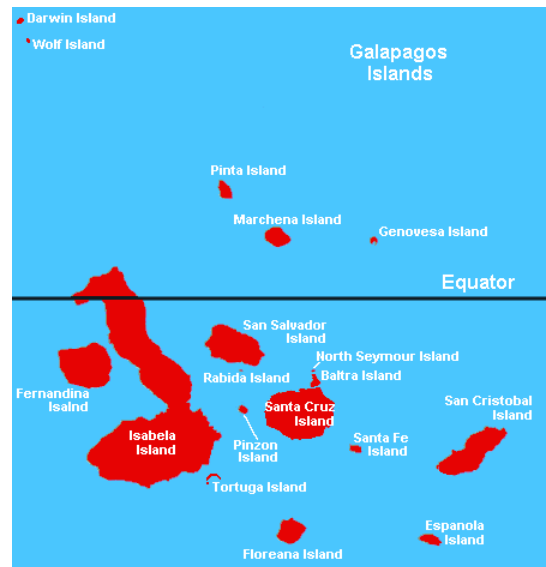 Darwin Island
Wolf Island
Galapagos
Islands
Pinta Island
Marchena Island
Genovesa Island
Equator
San Salvador
Island
North Seymour Island
Rabida Island
Baltra Island
Fernandina
Isalnd
San Cristobal
Island
Santa Cruz
Island
Isabela
Island
Pinzon
Island
Santa Fe
Island
Tortuga Island
Espanola
Island
Floreana Island